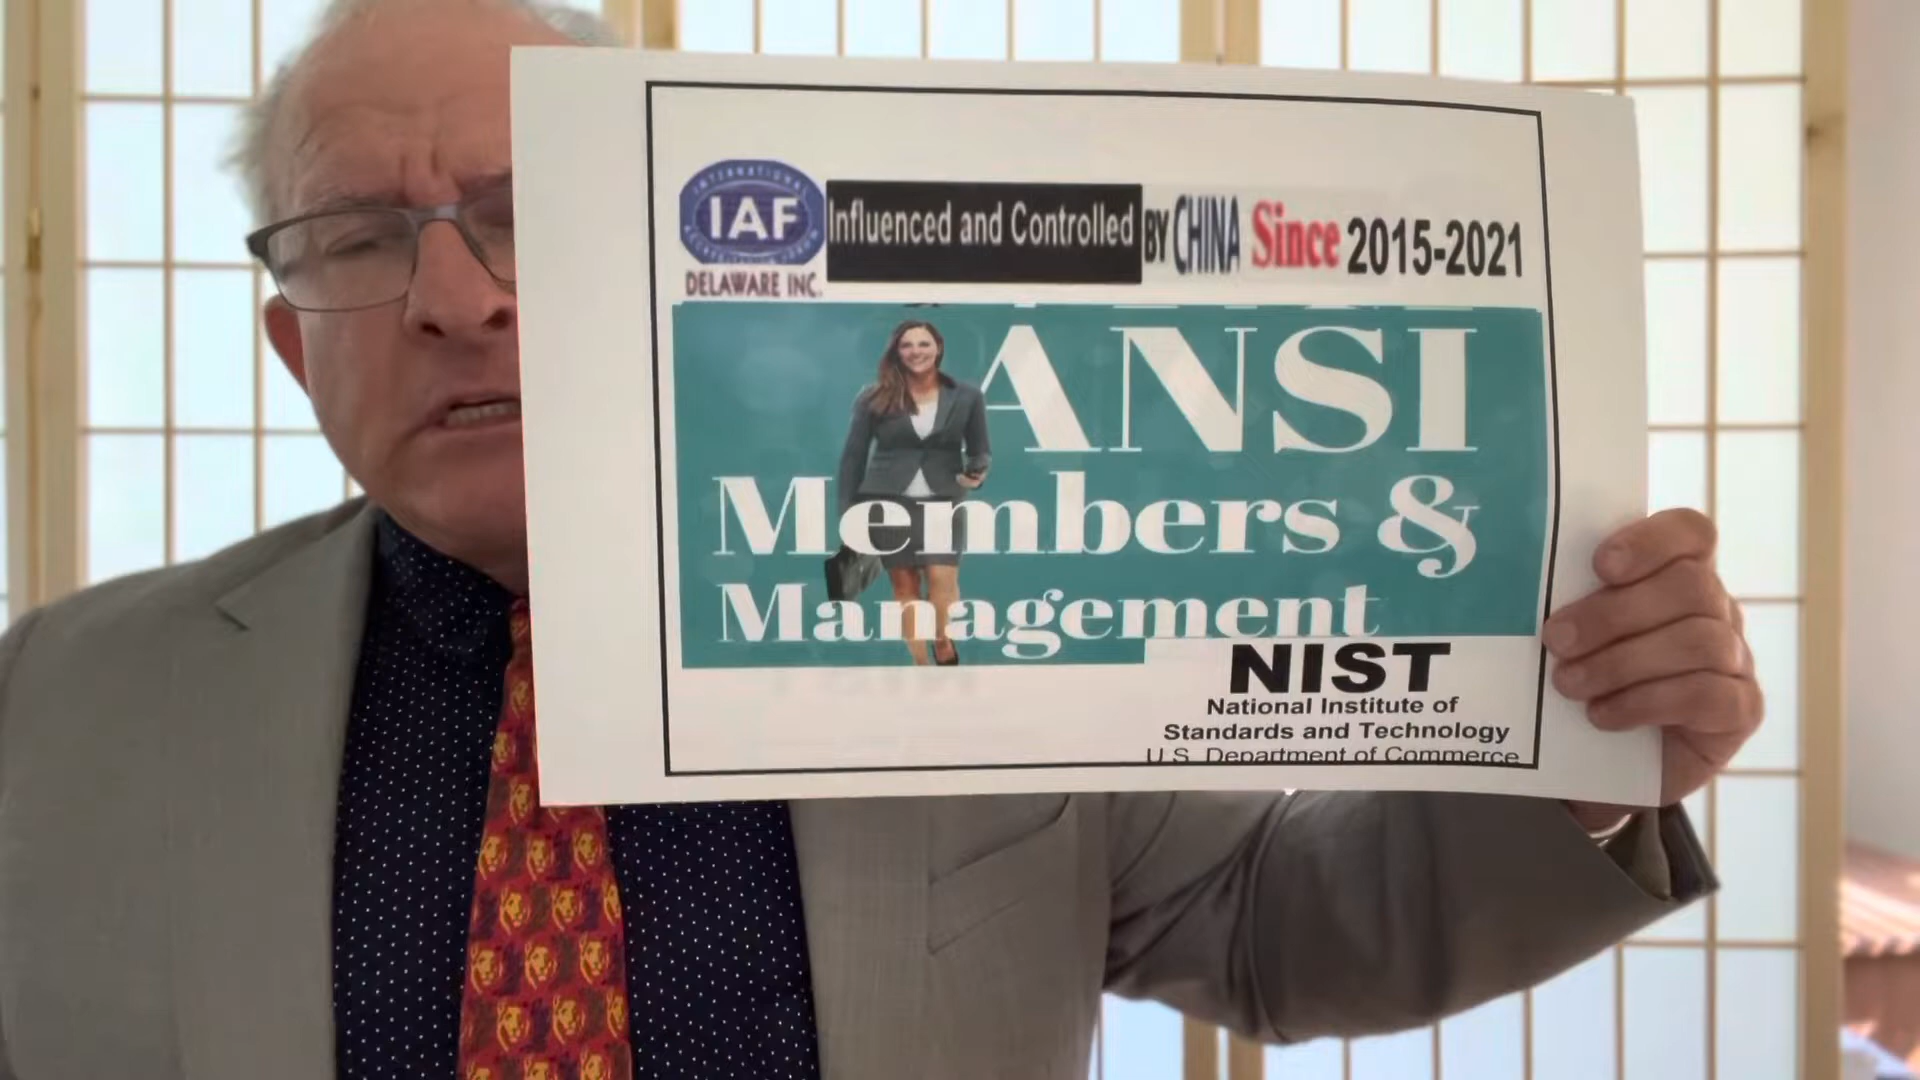 INTERNATIONAL
IAF
DELAWARE INC.
Influenced and Controlled BY CHINA Since 2015-2021
ANSI
Members &
Management
NIST
National Institute of
Standards and Technology
U.S. Department of Commerce